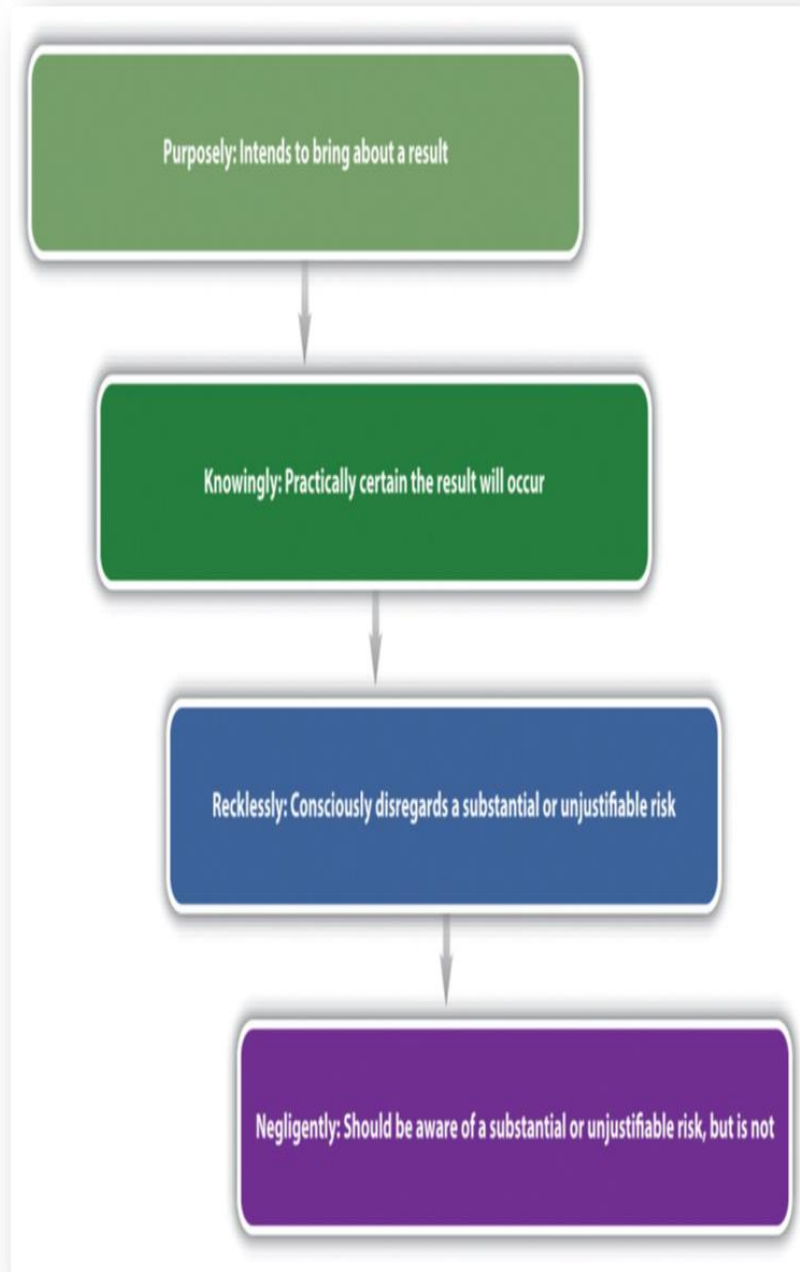 Purposely: Intends to bring about a result
Knowingly: Practically certain the result will occur
Recklessly: Consciously disregards a substantial or unjustifiable risk
Negligently: Should be aware of a substantial or unjustifiable risk, but is not